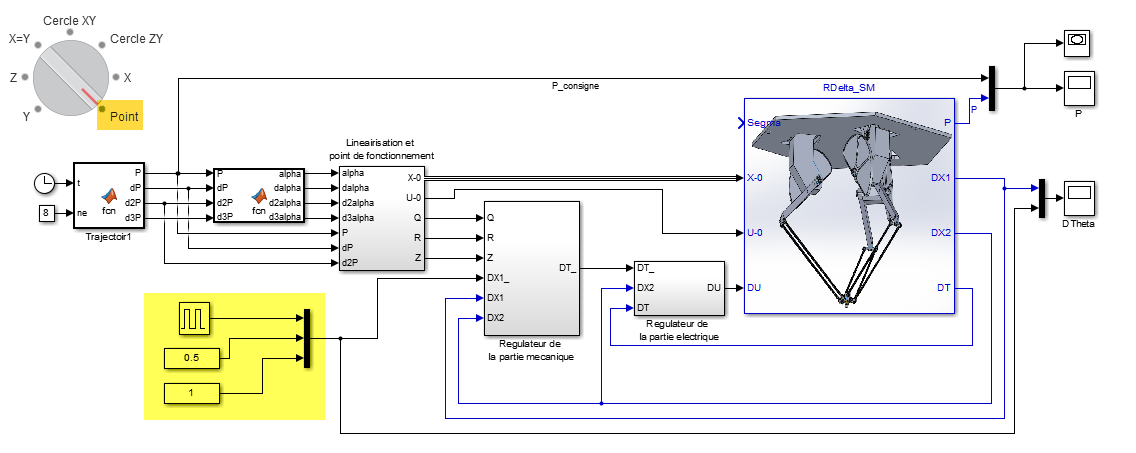 Cercle XY
X=Y
Cercle ZY
Z
X
Y
Point
P_consigne
RDelta_SM
P
Segma
P
P
Lineairisation et
point de fonctionnement
t
ne
fcn
P
dP
d2P
d3P
Trajectoir1
8
P
dP
d2P
d3P
fcn
alpha
dalpha
d2alpha
d3alpha
alpha
dalpha
d2alpha
d3alpha
P
dP
d2P
X-0
U-0
Q
R
Z
X-0
U-0
DU
DX1
DX2
DT
D Theta
Q
R
Z
DX1_
DX1
DX2
DT_
Regulateur de
la partie mecanique
DT_
DX2
DT
DU
Regulateur de
la partie electrique
0.5
1